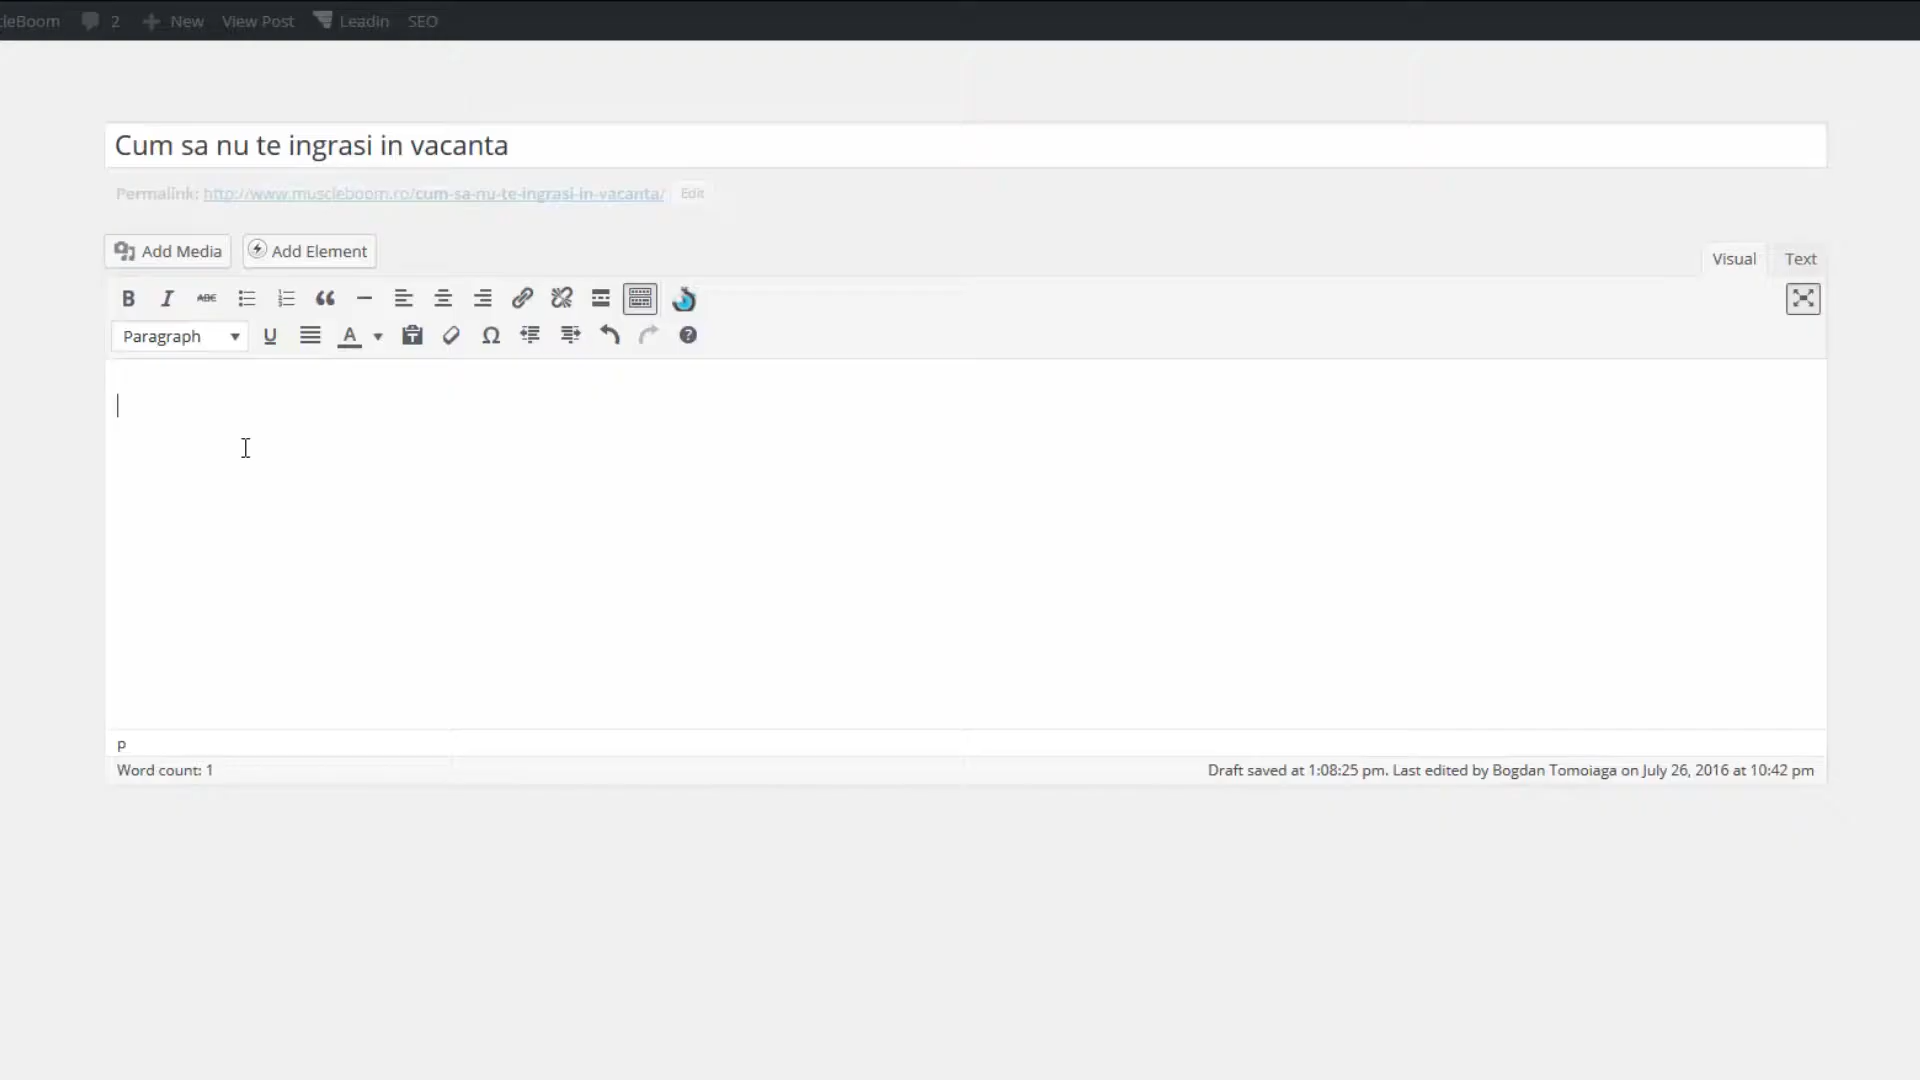 cleBoom 2 New View Post Leadin SEO
Cum sa nu te ingrasi in vacanta
Permalink: http://www.muscleboom.ro/cum-sa-nu-te-ingrasi-in-vacanta/ Edit
Add Media Add Element Visual Text
B I ABC
Paragraph U A Ω
p
Word count: 1 Draft saved at 1:08:25 pm. Last edited by Bogdan Tomoiaga on July 26, 2016 at 10:42 pm